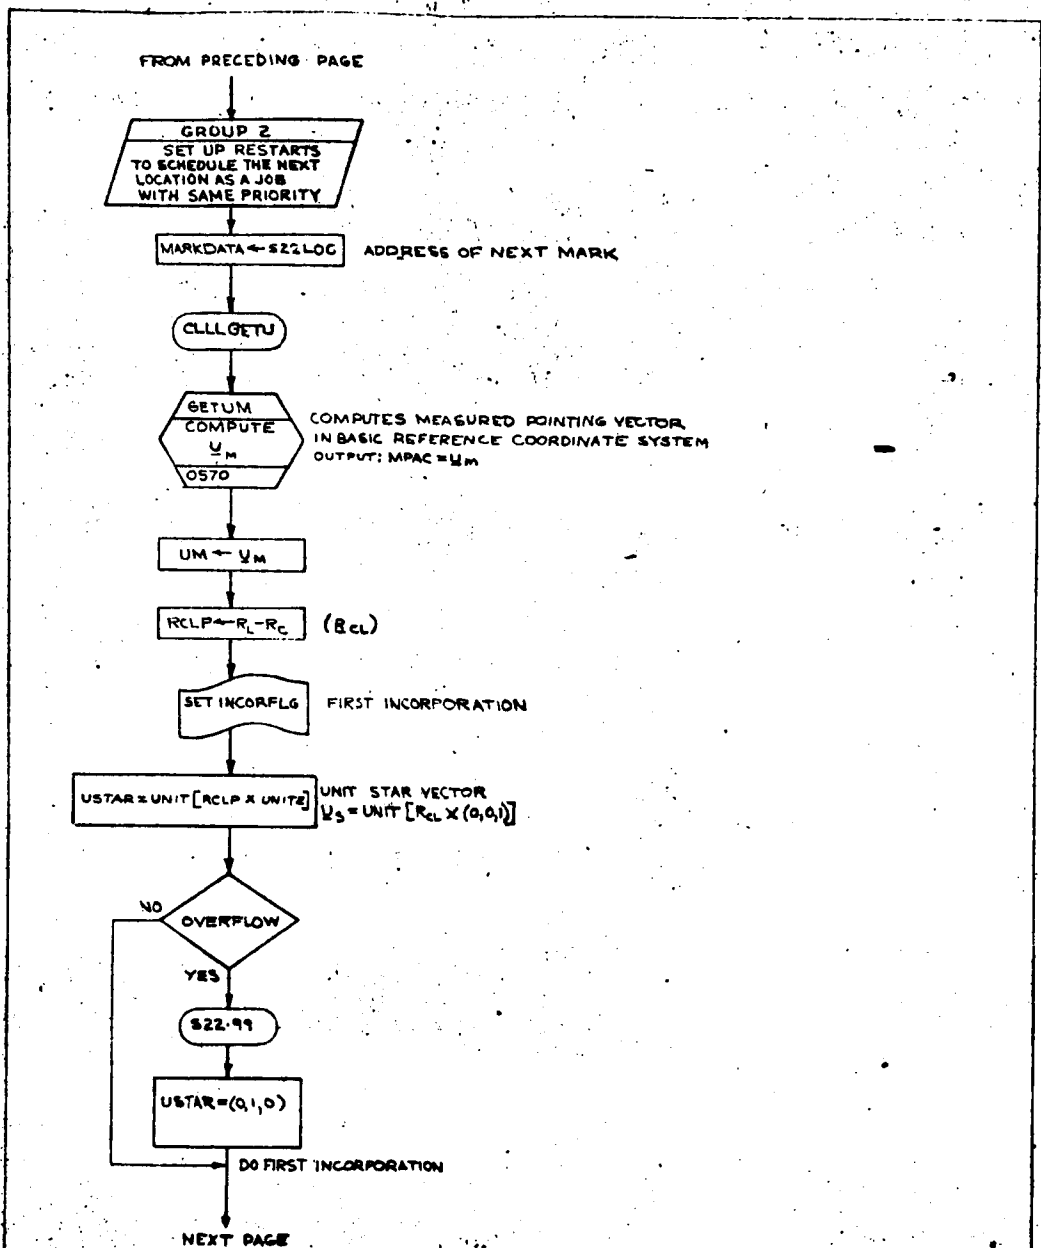 FROM PRECEDING PAGE
GROUP 2
SET UP RESTARTS
TO SCHEDULE THE NEXT
LOCATION AS A JOB
WITH SAME PRIORITY
MARKDATA ← S22LOC
ADDRESS OF NEXT MARK
CLLLGETU
GETUM
COMPUTE
U_M
0570
COMPUTES MEASURED POINTING VECTOR
IN BASIC REFERENCE COORDINATE SYSTEM
OUTPUT: MPAC = U_M
UM ← U_M
RCLP ← R_L-R_C
(R_CL)
SET INCORFLG
FIRST INCORPORATION
USTAR = UNIT [RCLP X UNITZ]
UNIT STAR VECTOR
U_S = UNIT [R_CL X (0,0,1)]
OVERFLOW
NO
YES
S22.99
USTAR = (0,1,0)
DO FIRST INCORPORATION
NEXT PAGE